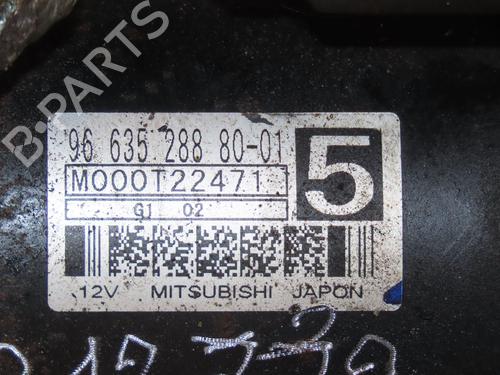 B-PARTS
96 635 288 80-01
5
M000T22471
G1 02
12V MITSUBISHI JAPON